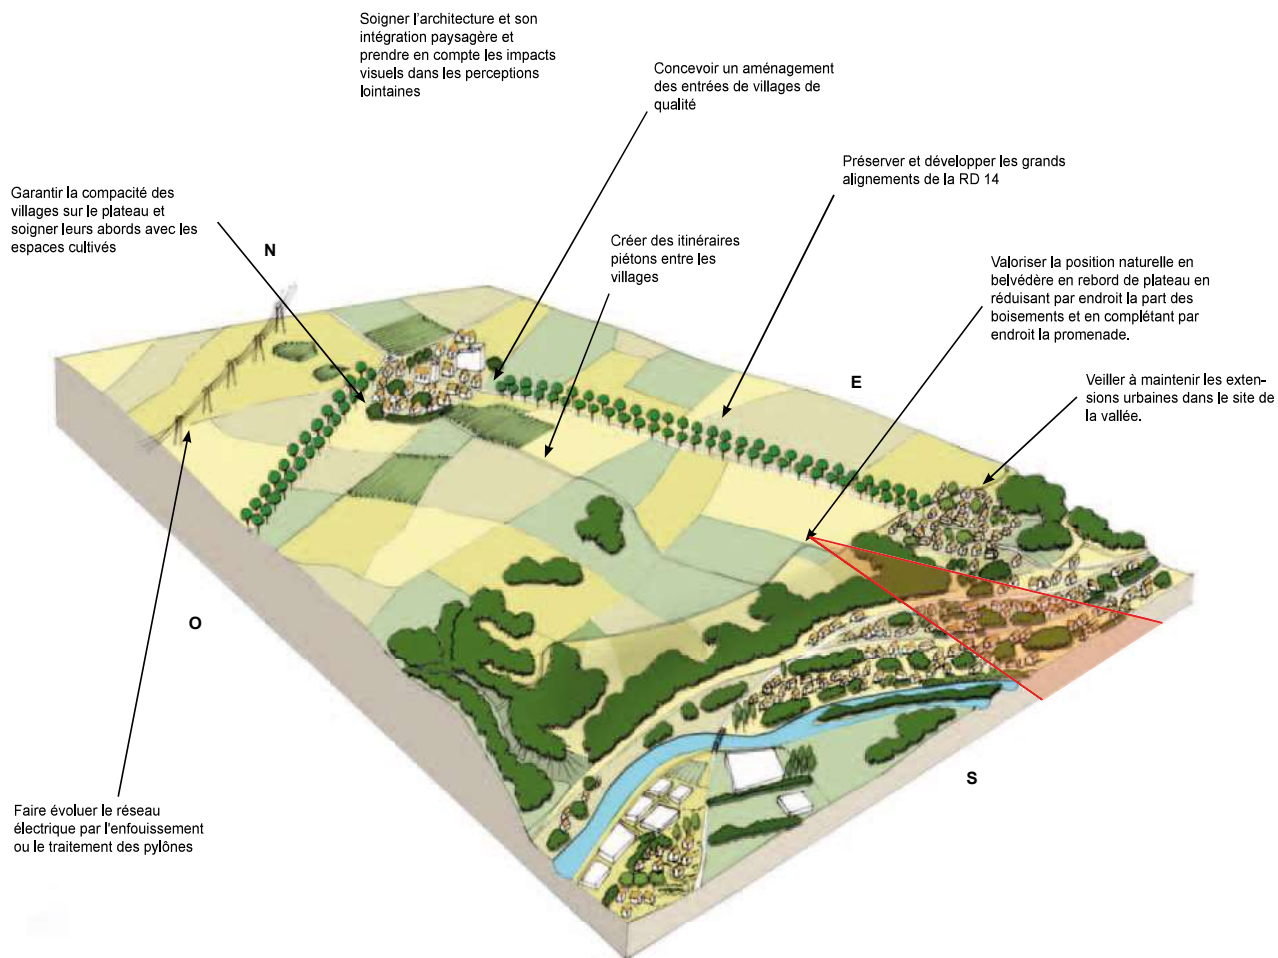 Soigner l'architecture et son
intégration paysagère et
prendre en compte les impacts
visuels dans les perceptions
lointaines
Concevoir un aménagement
des entrées de villages de
qualité
Préserver et développer les grands
alignements de la RD 14
Garantir la compacité des
villages sur le plateau et
soigner leurs abords avec les
espaces cultivés
N
Créer des itinéraires
piétons entre les
villages
Valoriser la position naturelle en
belvédère en rebord de plateau en
réduisant par endroit la part des
boisements et en complétant par
endroit la promenade.
E
Veiller à maintenir les exten-
sions urbaines dans le site de
la vallée.
O
S
Faire évoluer le réseau
électrique par l'enfouissement
ou le traitement des pylônes